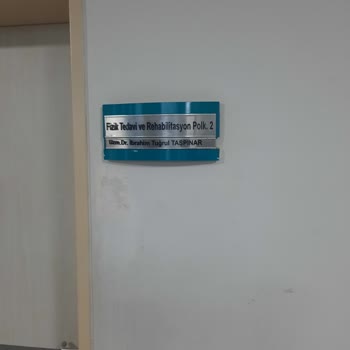 Fizik Tedavi ve Rehabilitasyon Polk. 2
Uzm.Dr. İbrahim Tuğrul TAŞPINAR